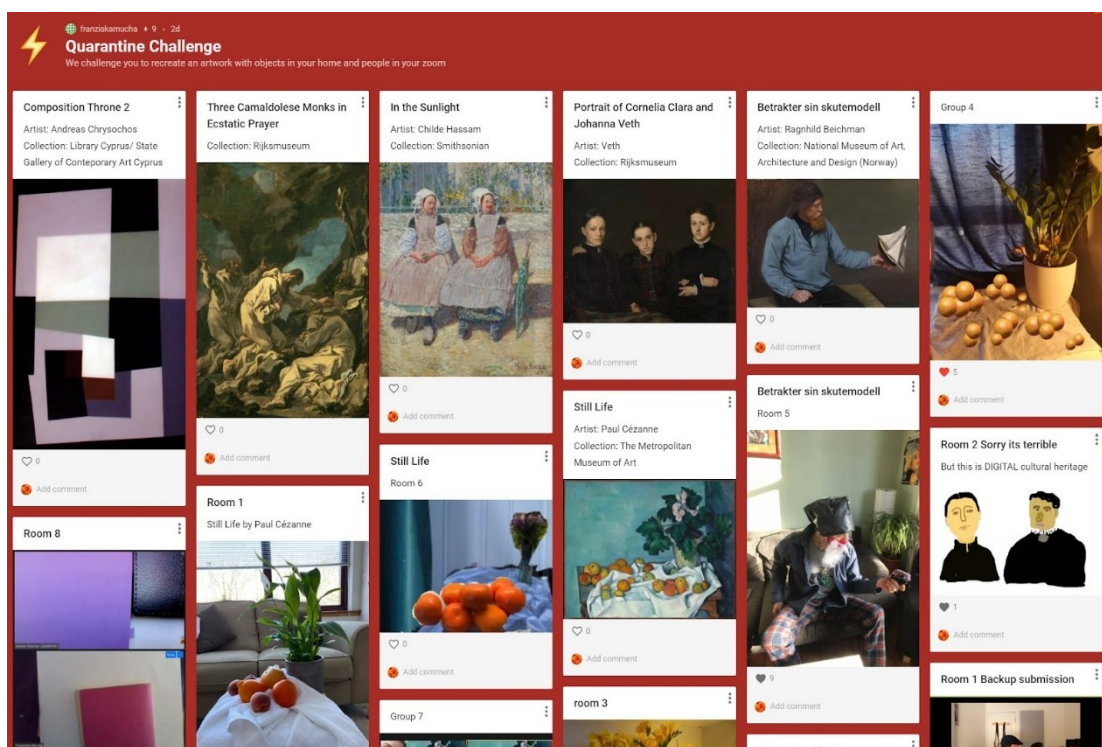 franziskamucha + 9 • 2d
Quarantine Challenge
We challenge you to recreate an artwork with objects in your home and people in your zoom
Composition Throne 2
Artist: Andreas Chrysochos
Collection: Library Cyprus/ State
Gallery of Conteporary Art Cyprus
0
Add comment
Room 8
Three Camaldolese Monks in
Ecstatic Prayer
Collection: Rijksmuseum
0
Add comment
Room 1
Still Life by Paul Cézanne
In the Sunlight
Artist: Childe Hassam
Collection: Smithsonian
0
Add comment
Still Life
Room 6
0
Add comment
Group 7
Portrait of Cornelia Clara and
Johanna Veth
Artist: Veth
Collection: Rijksmuseum
0
Add comment
Still Life
Artist: Paul Cézanne
Collection: The Metropolitan
Museum of Art
0
Add comment
room 3
Betrakter sin skutemodell
Artist: Ragnhild Beichman
Collection: National Museum of Art,
Architecture and Design (Norway)
0
Add comment
Betrakter sin skutemodell
Room 5
9
Add comment
Group 4
5
Add comment
Room 2 Sorry its terrible
But this is DIGITAL cultural heritage
1
Add comment
Room 1 Backup submission